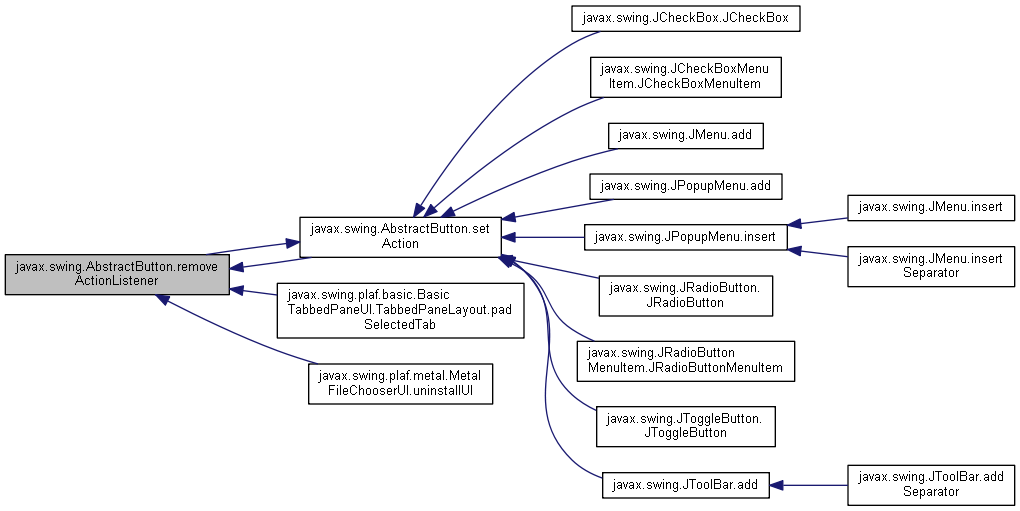 javax.swing.JCheckBox.JCheckBox
javax.swing.JCheckBoxMenu
Item.JCheckBoxMenuItem
javax.swing.JMenu.add
javax.swing.JPopupMenu.add
javax.swing.JMenu.insert
javax.swing.AbstractButton.set
Action
javax.swing.JPopupMenu.insert
javax.swing.JMenu.insert
Separator
javax.swing.AbstractButton.remove
ActionListener
javax.swing.JRadioButton.
JRadioButton
javax.swing.plaf.basic.Basic
TabbedPaneUI.TabbedPaneLayout.pad
SelectedTab
javax.swing.JRadioButton
MenuItem.JRadioButtonMenuItem
javax.swing.plaf.metal.Metal
FileChooserUI.uninstallUI
javax.swing.JToggleButton.
JToggleButton
javax.swing.JToolBar.add
javax.swing.JToolBar.add
Separator